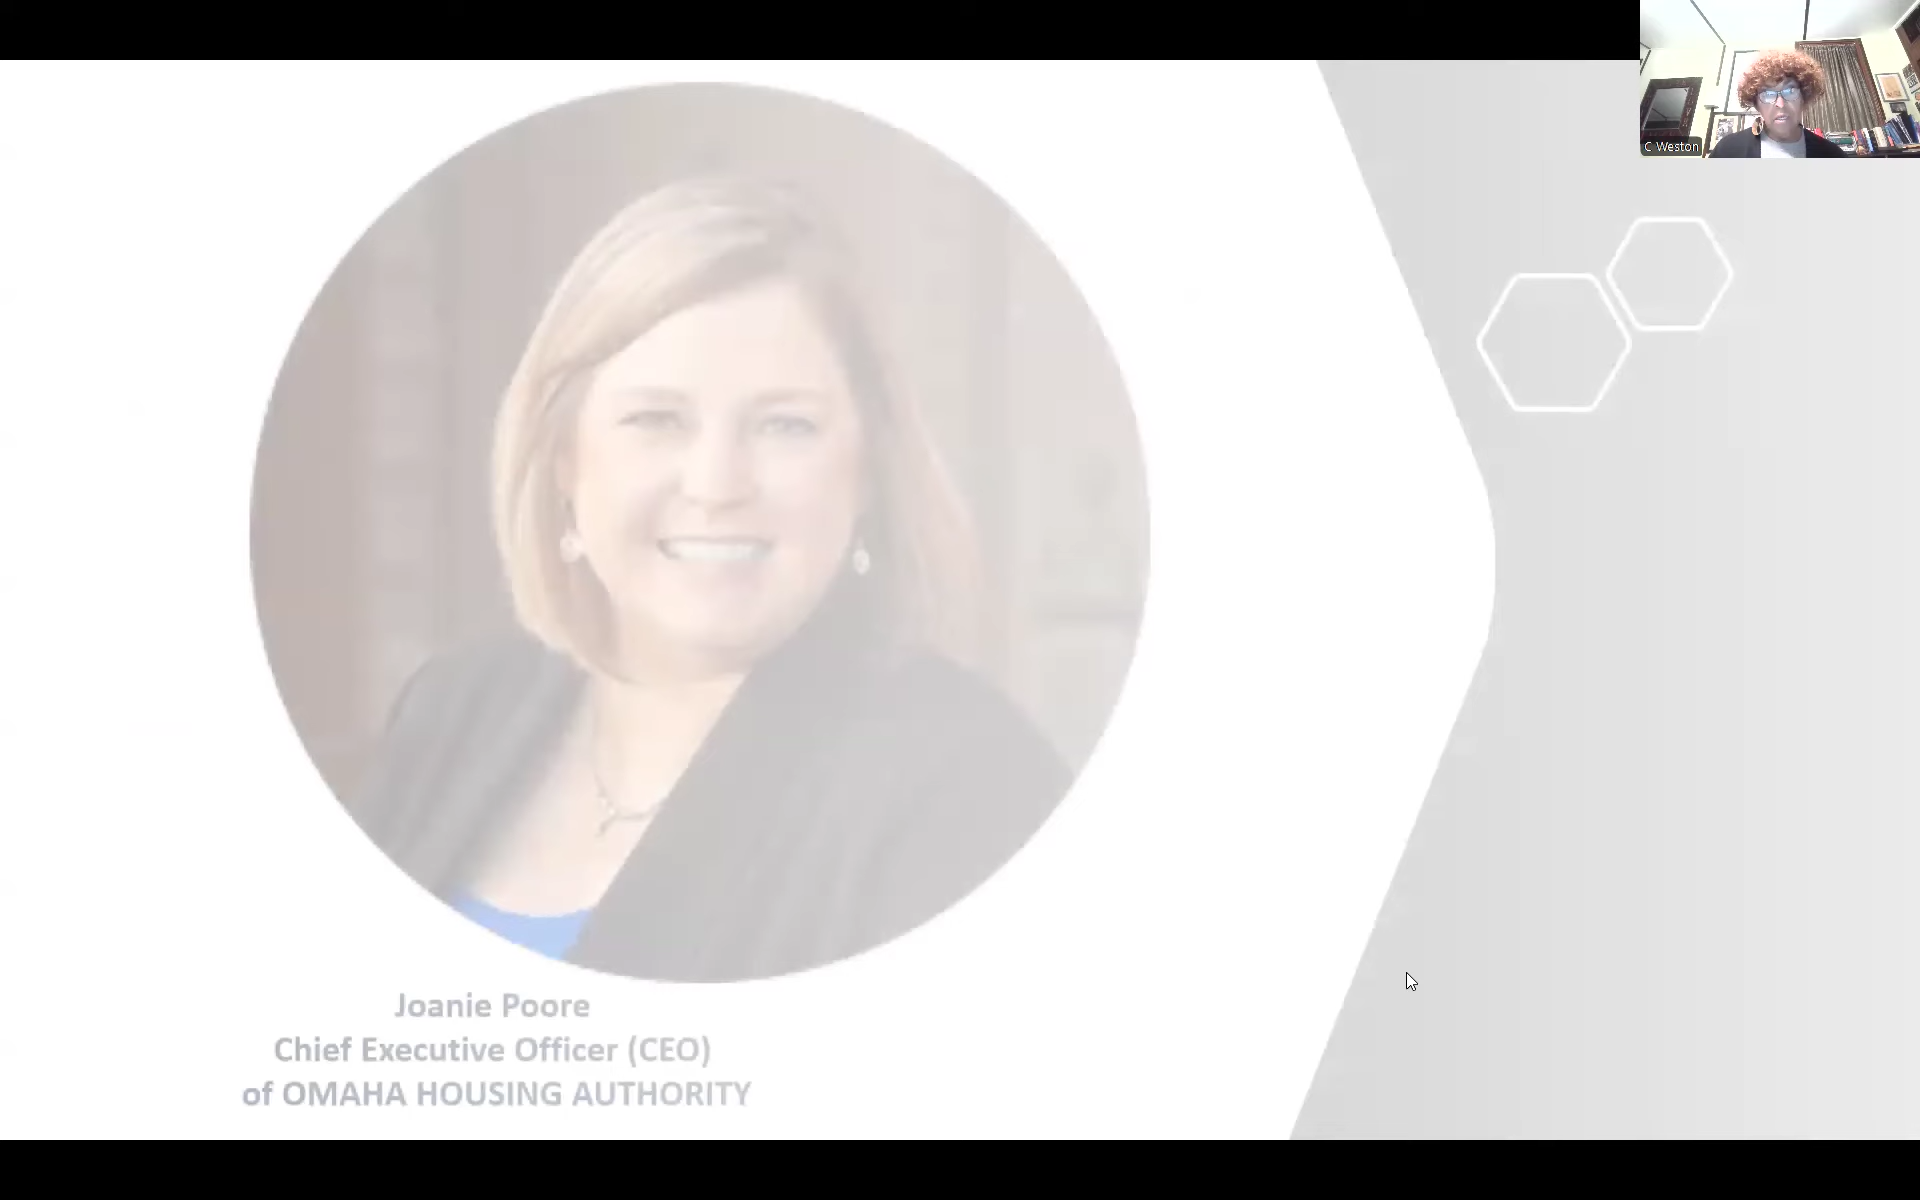 C Weston
Joanie Poore
Chief Executive Officer (CEO)
of OMAHA HOUSING AUTHORITY